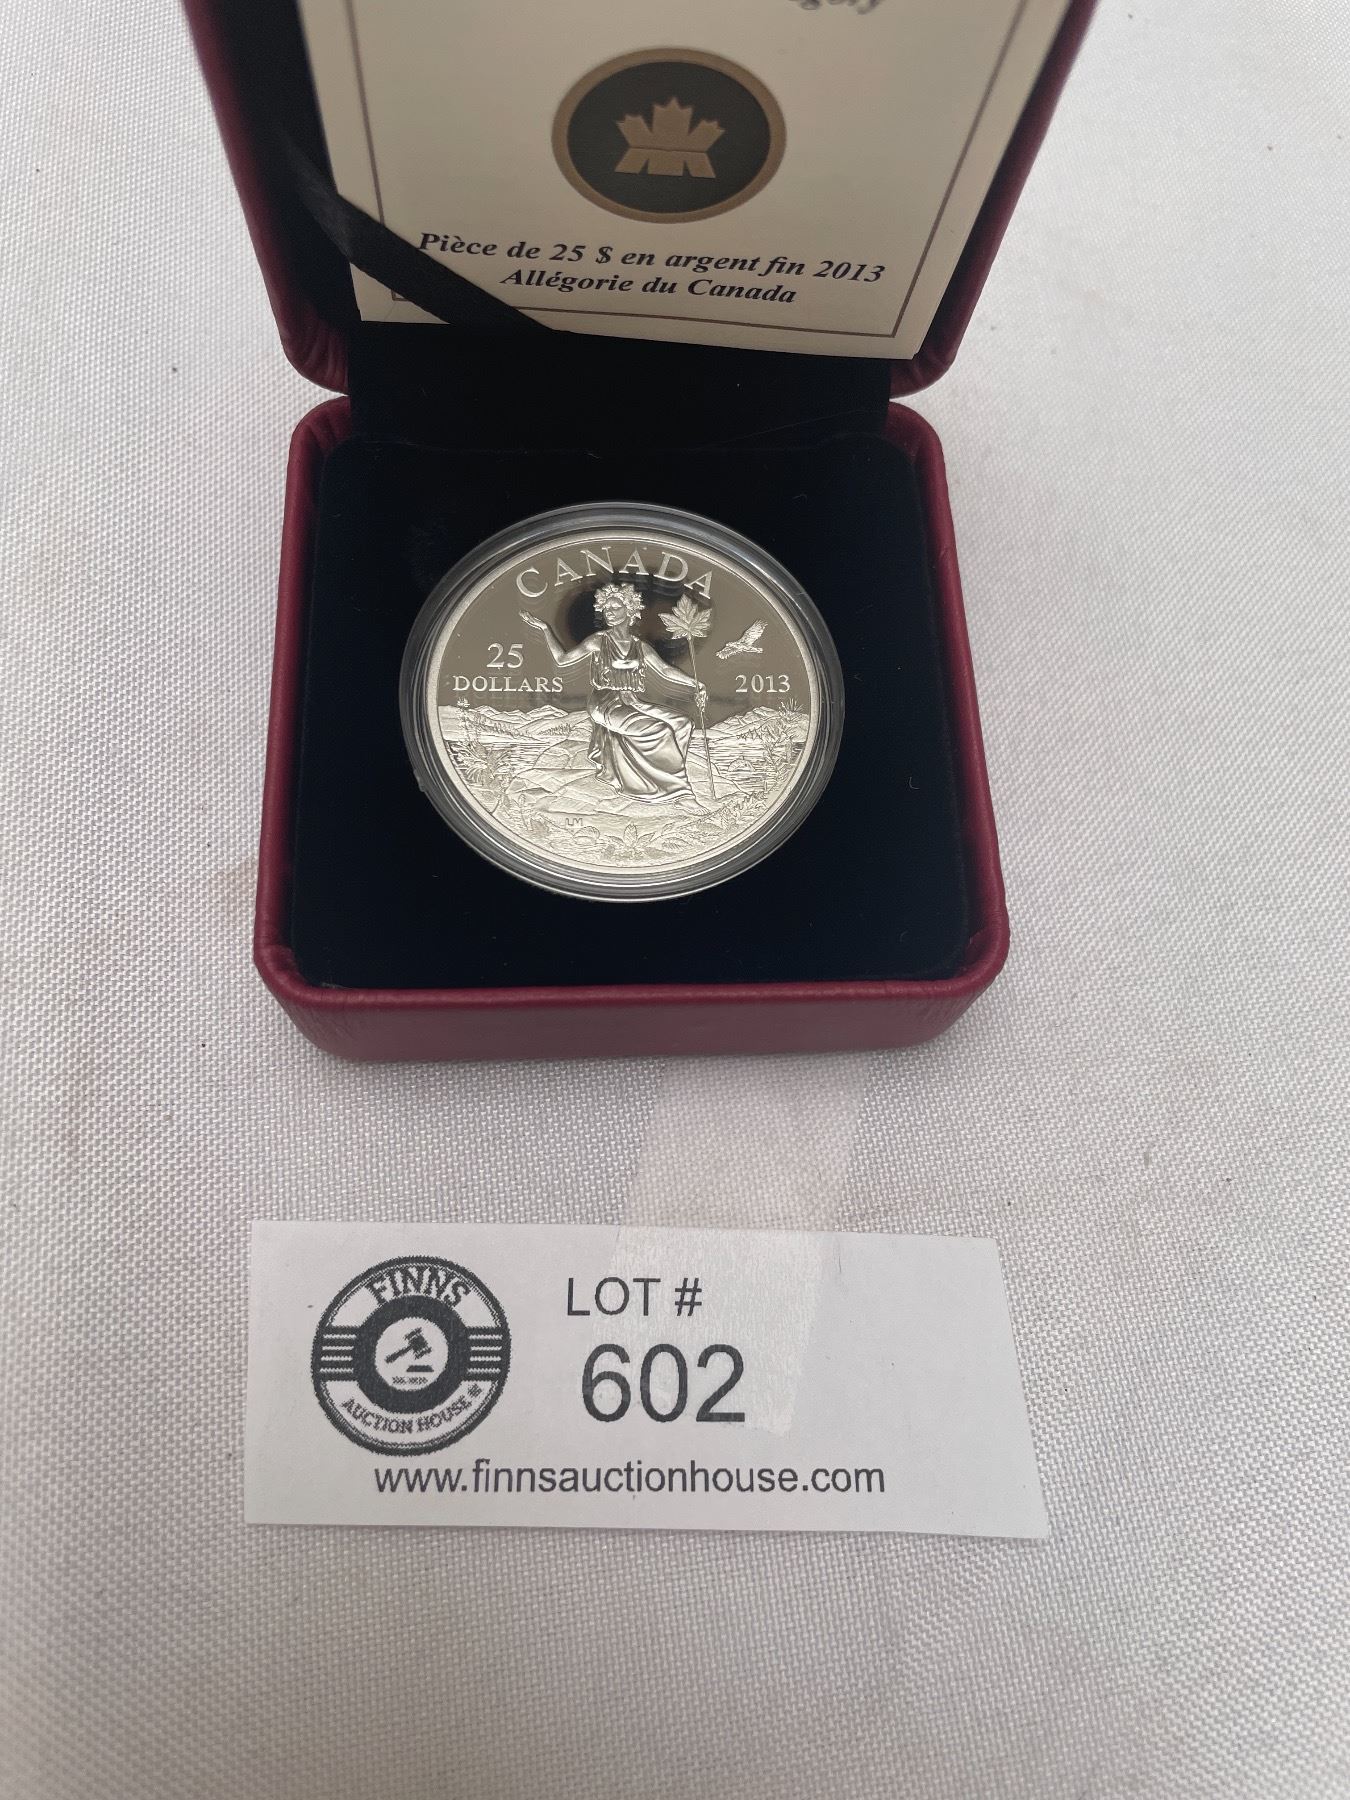 Pièce de 25 $ en argent fin 2013
Allégorie du Canada
CANADA
25
DOLLARS
2013
LM
FINNS
AUCTION HOUSE
LOT #
602
www.finnsauctionhouse.com